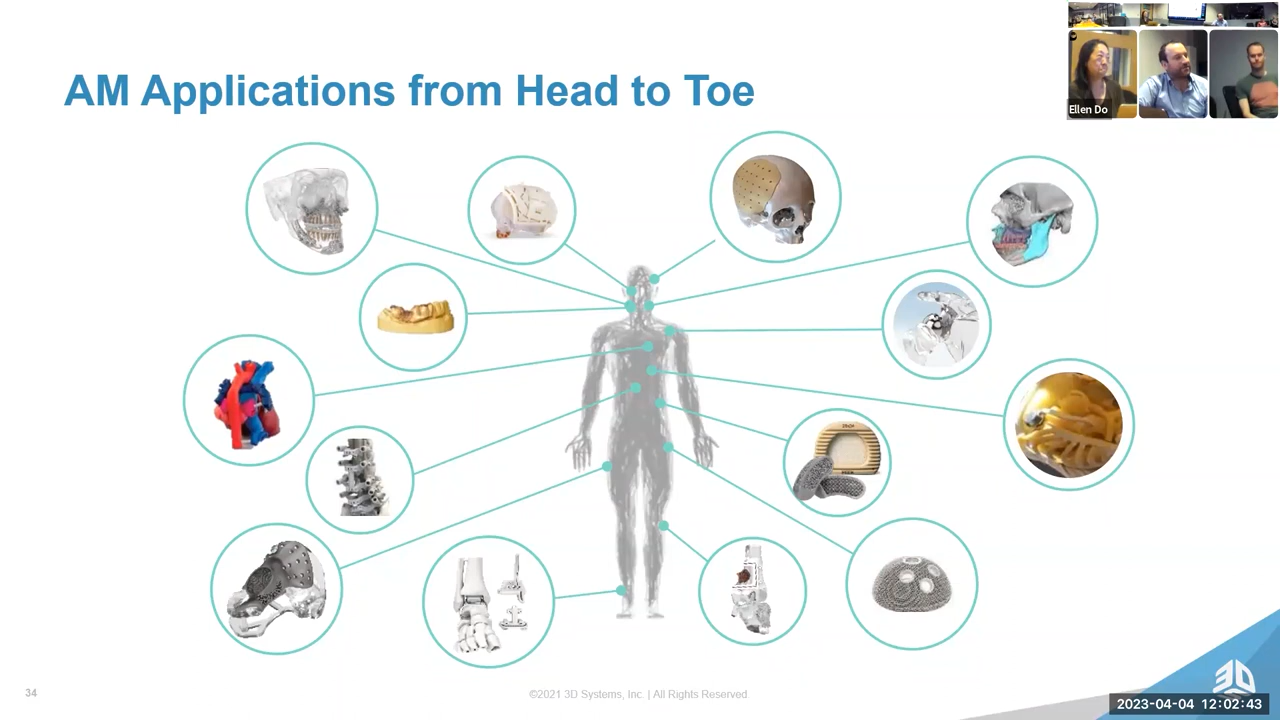 AM Applications from Head to Toe
Ellen Do
34
©2021 3D Systems, Inc. | All Rights Reserved
3D
2023-04-04 12:02:43